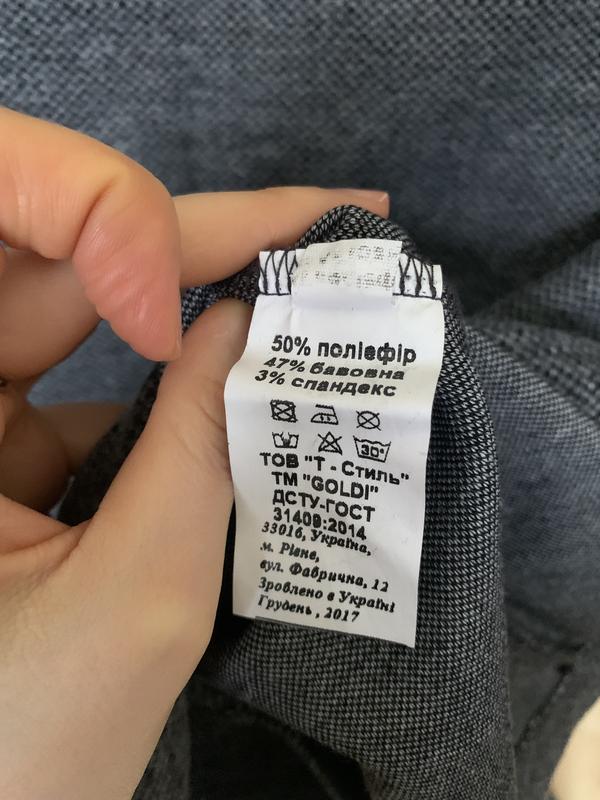 50% поліефір
47% бавовна
3% спандекс
30°
ТОВ "Т - Стиль"
ТМ "GOLDI"
ДСТУ-ГОСТ
31409:2014
33016, Україна,
м. Рівне,
вул. Фабрична, 12
Зроблено в Україні
Грудень , 2017